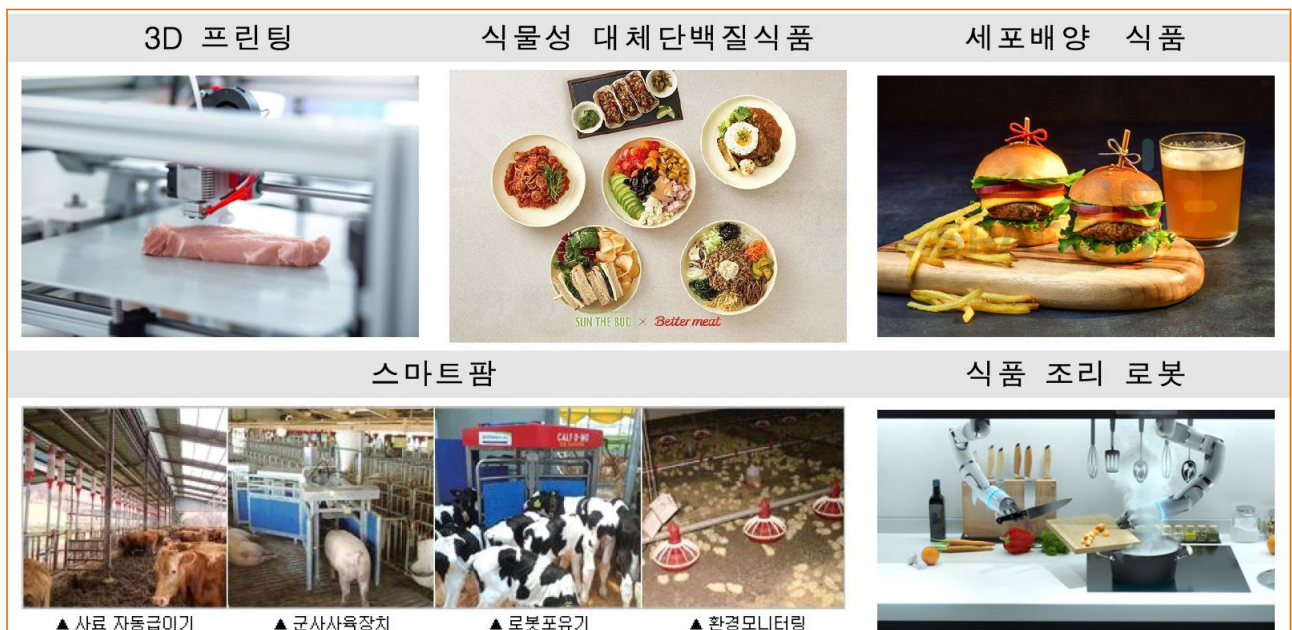 3D 프린팅
식물성 대체단백질식품
세포배양 식품
SUN THE BUD × Better meat
스마트팜
식품 조리 로봇
CALF U-NO
▲ 사료 자동급이기
▲ 군사사육장치
▲ 로봇포유기
▲ 환경모니터링